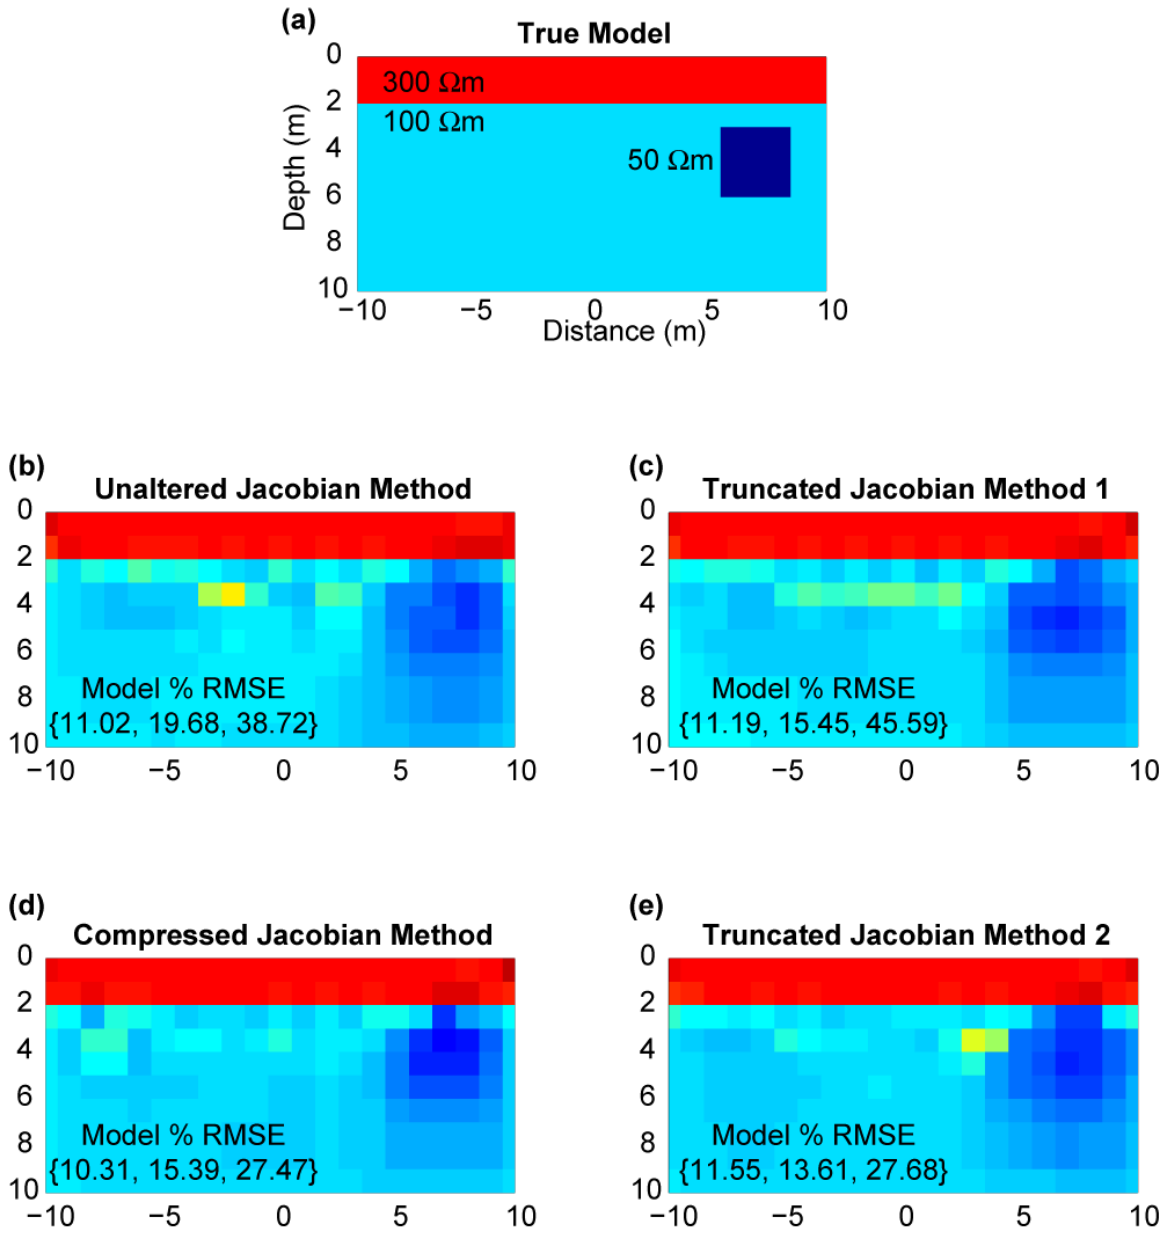 (a)
True Model
0
300 Ωm
2
100 Ωm
4
50 Ωm
6
8
10
Depth (m)
−10 −5 0 5 10
Distance (m)
(b)
Unaltered Jacobian Method
0
2
4
6
Model % RMSE
8
{11.02, 19.68, 38.72}
10
−10 −5 0 5 10
(c)
Truncated Jacobian Method 1
0
2
4
6
Model % RMSE
8
{11.19, 15.45, 45.59}
10
−10 −5 0 5 10
(d)
Compressed Jacobian Method
0
2
4
6
Model % RMSE
8
{10.31, 15.39, 27.47}
10
−10 −5 0 5 10
(e)
Truncated Jacobian Method 2
0
2
4
6
Model % RMSE
8
{11.55, 13.61, 27.68}
10
−10 −5 0 5 10